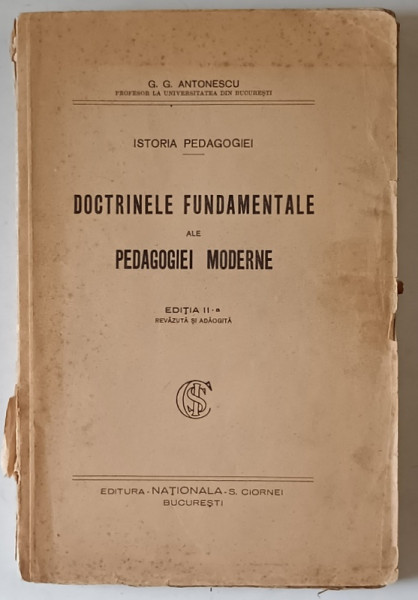 G. G. ANTONESCU
PROFESOR LA UNIVERSITATEA DIN BUCUREȘTI
ISTORIA PEDAGOGIEI
DOCTRINELE FUNDAMENTALE
ALE
PEDAGOGIEI MODERNE
EDIȚIA II-a
REVĂZUTĂ ȘI ADĂOGITĂ
EDITURA-NAȚIONALA-S. CIORNEI
BUCUREȘTI